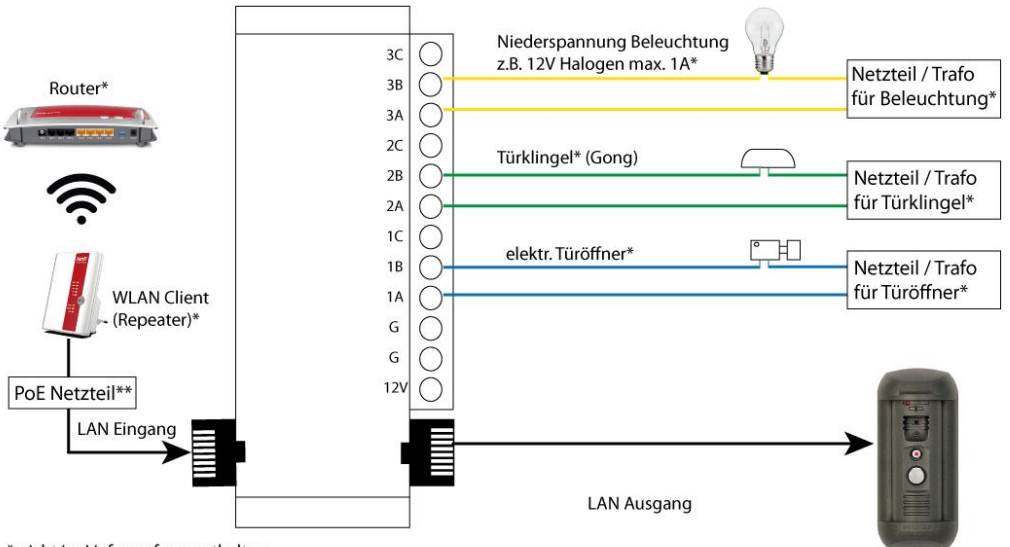 Router*
WLAN Client
(Repeater)*
PoE Netzteil**
LAN Eingang
3C
3B
3A
2C
2B
2A
1C
1B
1A
G
G
12V
Niederspannung Beleuchtung
z.B. 12V Halogen max. 1A*
Netzteil / Trafo
für Beleuchtung*
Türklingel* (Gong)
Netzteil / Trafo
für Türklingel*
elektr. Türöffner*
Netzteil / Trafo
für Türöffner*
LAN Ausgang